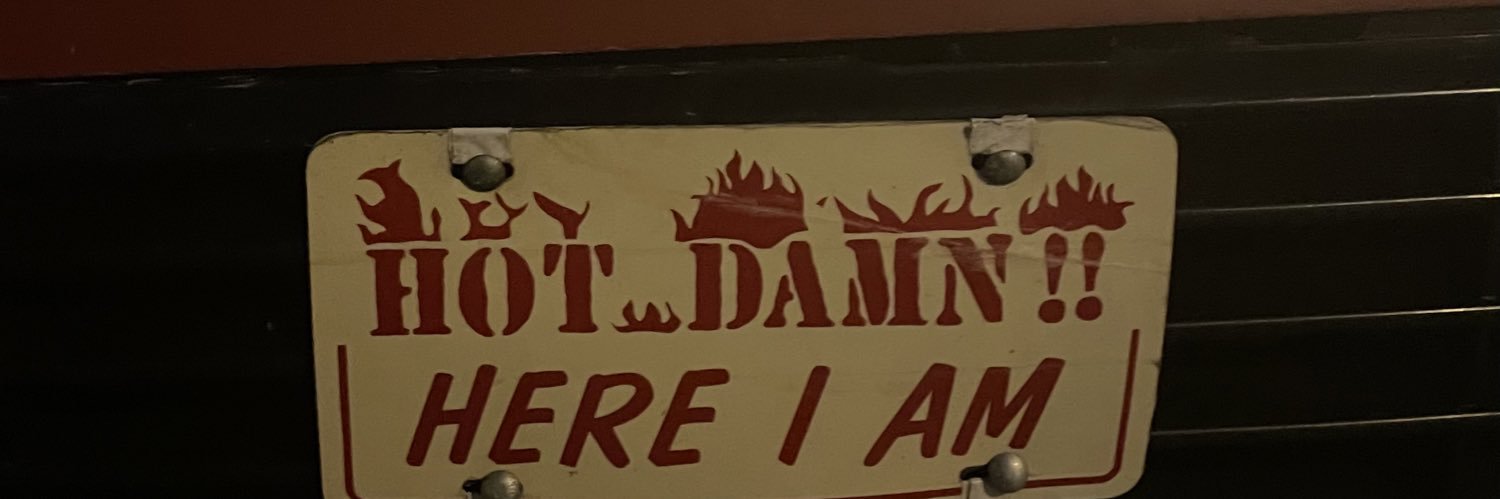 HOT DAMN!!
HERE I AM